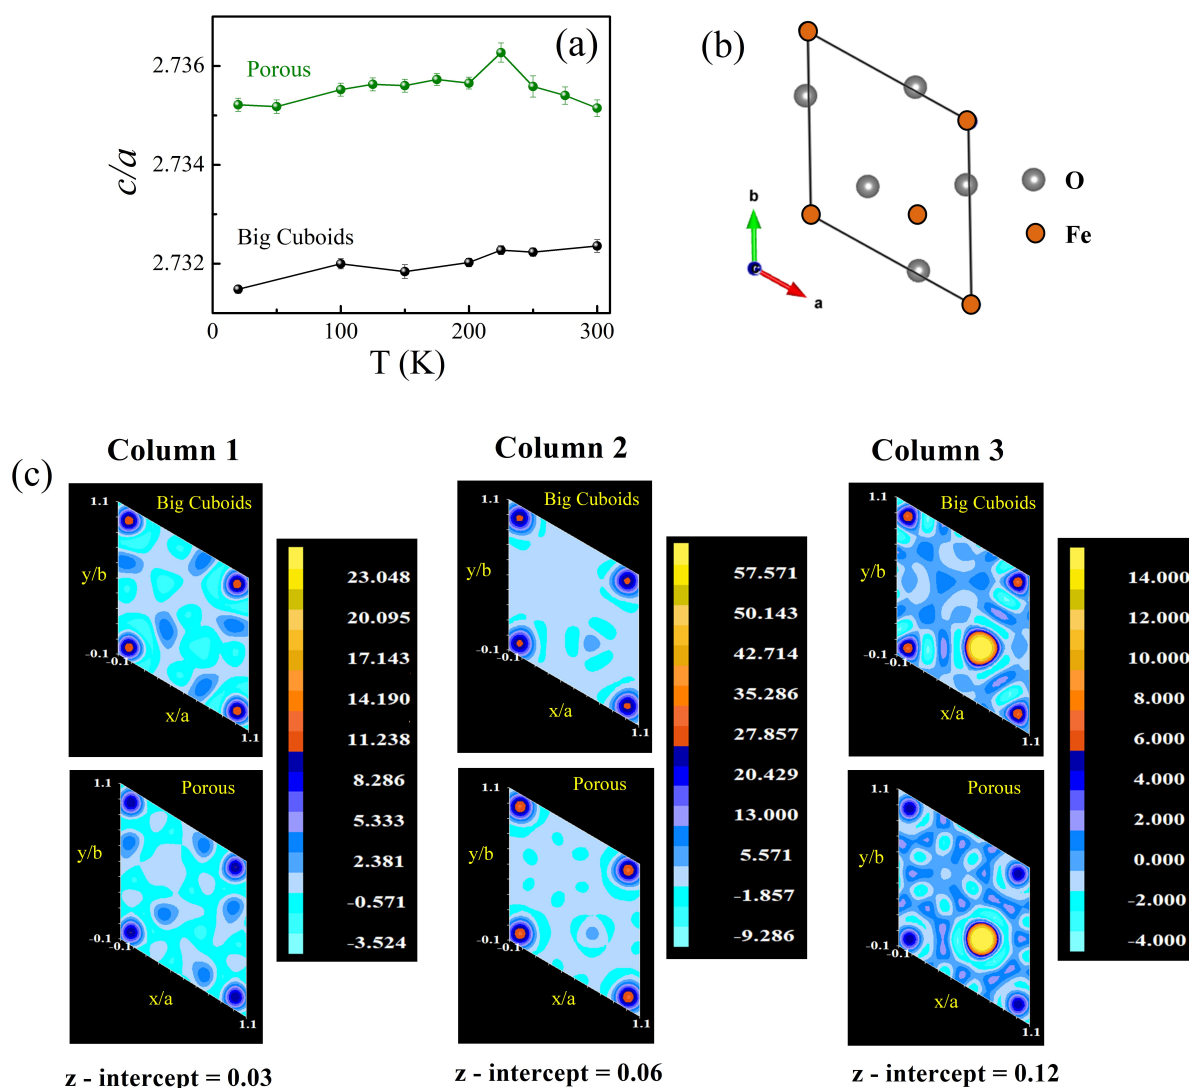 (a)
2.736
2.734
2.732
c/a
Porous
Big Cuboids
0
100
200
300
T (K)
(b)
b
a
O
Fe
(c)
Column 1
Column 2
Column 3
Big Cuboids
1.1
y/b
-0.1
-0.1
x/a
1.1
Porous
1.1
y/b
-0.1
-0.1
x/a
1.1
23.048
20.095
17.143
14.190
11.238
8.286
5.333
2.381
-0.571
-3.524
z - intercept = 0.03
Big Cuboids
1.1
y/b
-0.1
-0.1
x/a
1.1
Porous
1.1
y/b
-0.1
-0.1
x/a
1.1
57.571
50.143
42.714
35.286
27.857
20.429
13.000
5.571
-1.857
-9.286
z - intercept = 0.06
Big Cuboids
1.1
y/b
-0.1
-0.1
x/a
1.1
Porous
1.1
y/b
-0.1
-0.1
x/a
1.1
14.000
12.000
10.000
8.000
6.000
4.000
2.000
0.000
-2.000
-4.000
z - intercept = 0.12